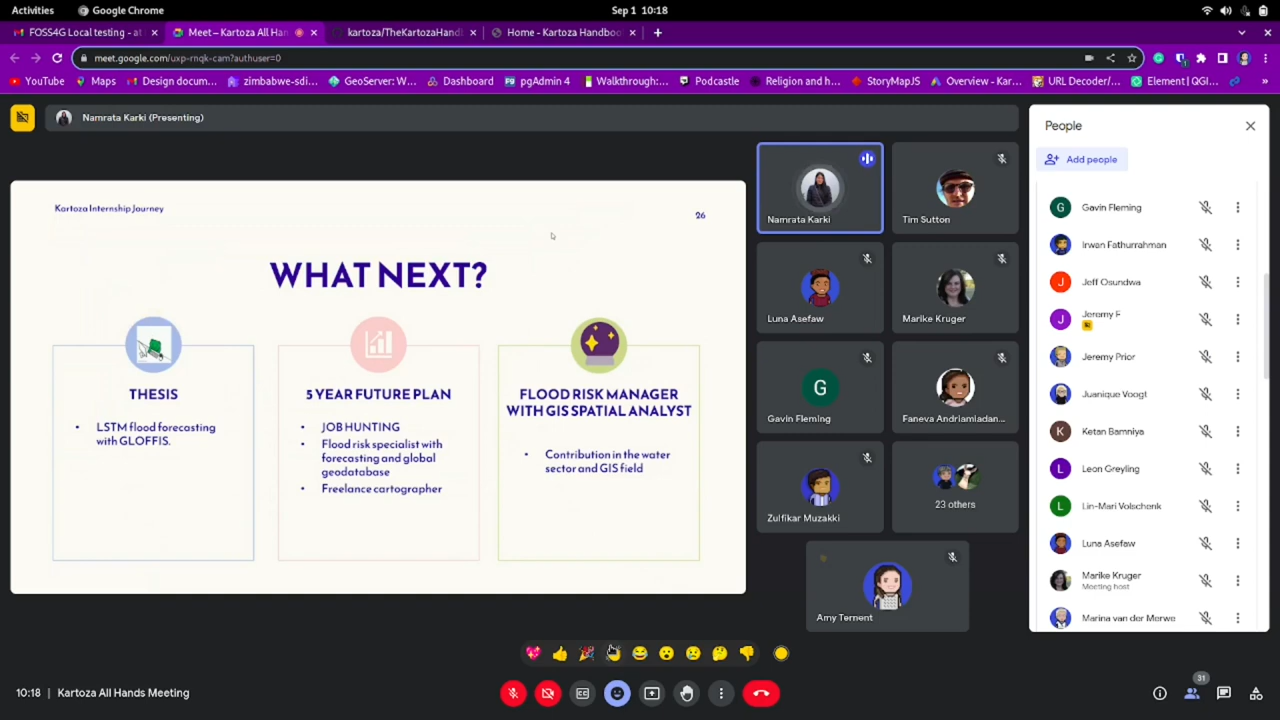 Activities
Google Chrome
Sep 1 10:18
FOSS4G Local testing - at
Meet – Kartoza All Han
kartoza/TheKartozaHandl
Home - Kartoza Handboo
meet.google.com/uxp-rnqk-cam?authuser=0
YouTube
Maps
Design docum...
zimbabwe-sdi...
GeoServer: W...
Dashboard
pgAdmin 4
Walkthrough:...
Podcastle
Religion and h...
StoryMapJS
Overview - Kar...
URL Decoder/...
Element | QGI...
Namrata Karki (Presenting)
Kartoza Internship Journey
26
WHAT NEXT?
THESIS
• LSTM flood forecasting
with GLOFFIS.
5 YEAR FUTURE PLAN
• JOB HUNTING
• Flood risk specialist with
forecasting and global
geodatabase
• Freelance cartographer
FLOOD RISK MANAGER
WITH GIS SPATIAL ANALYST
• Contribution in the water
sector and GIS field
Namrata Karki
Tim Sutton
Luna Asefaw
Marike Kruger
G
Gavin Fleming
Faneva Andriamiadan...
Zulfikar Muzakki
23 others
Amy Ternent
People
Add people
G
Gavin Fleming
Irwan Fathurrahman
J
Jeff Osundwa
J
Jeremy F
Jeremy Prior
Juanique Voogt
K
Ketan Bamniya
L
Leon Greyling
L
Lin-Mari Volschenk
Luna Asefaw
Marike Kruger
Meeting host
Marina van der Merwe
10:18 | Kartoza All Hands Meeting
31